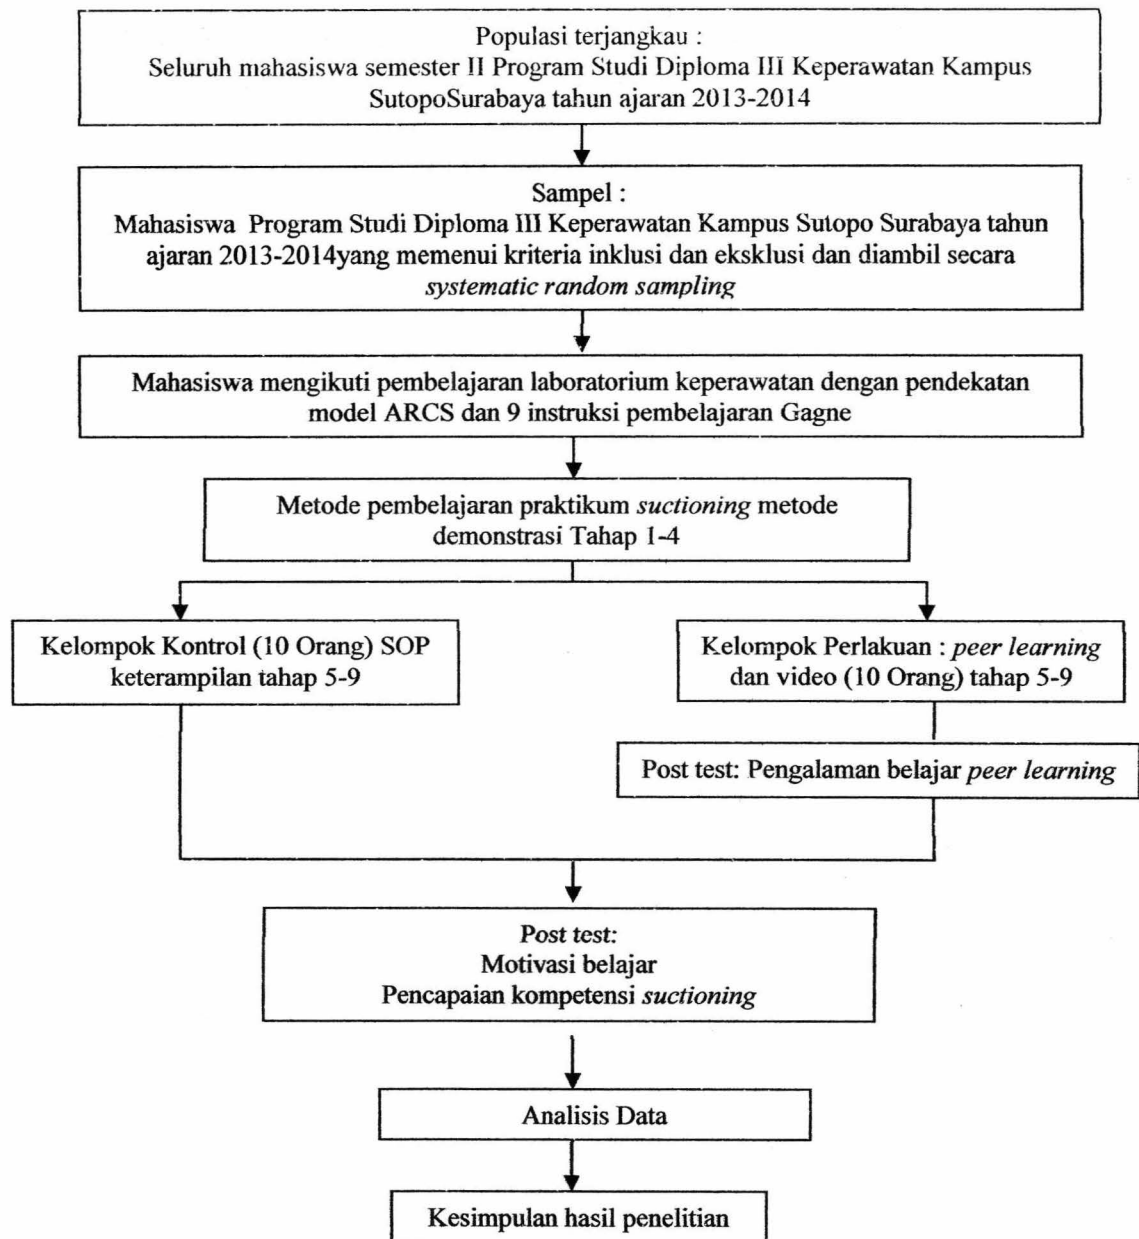 Populasi terjangkau :
Seluruh mahasiswa semester II Program Studi Diploma III Keperawatan Kampus
SutopoSurabaya tahun ajaran 2013-2014
Sampel :
Mahasiswa Program Studi Diploma III Keperawatan Kampus Sutopo Surabaya tahun
ajaran 2013-2014yang memenui kriteria inklusi dan eksklusi dan diambil secara
systematic random sampling
Mahasiswa mengikuti pembelajaran laboratorium keperawatan dengan pendekatan
model ARCS dan 9 instruksi pembelajaran Gagne
Metode pembelajaran praktikum suctioning metode
demonstrasi Tahap 1-4
Kelompok Kontrol (10 Orang) SOP
keterampilan tahap 5-9
Kelompok Perlakuan : peer learning
dan video (10 Orang) tahap 5-9
Post test: Pengalaman belajar peer learning
Post test:
Motivasi belajar
Pencapaian kompetensi suctioning
Analisis Data
Kesimpulan hasil penelitian